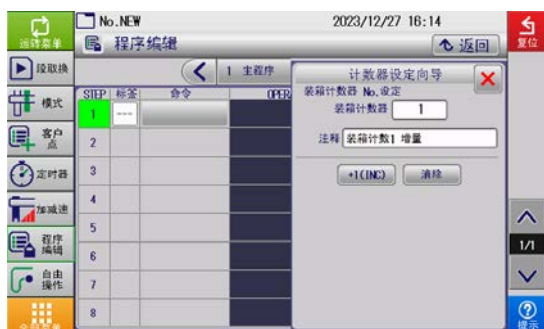 No.NEW 2023/12/27 16:14
运转菜单
程序编辑
返回
复位
段取换
1 主程序
STEP 标签 命令 OPER
模式
客户点
定时器
加减速
程序编辑
自由操作
1 ---
2
3
4
5
6
7
8
计数器设定向导
装箱计数器 No.设定
装箱计数器 1
注释 装箱计数1 增量
+1(INC) 清除
1/1
提示